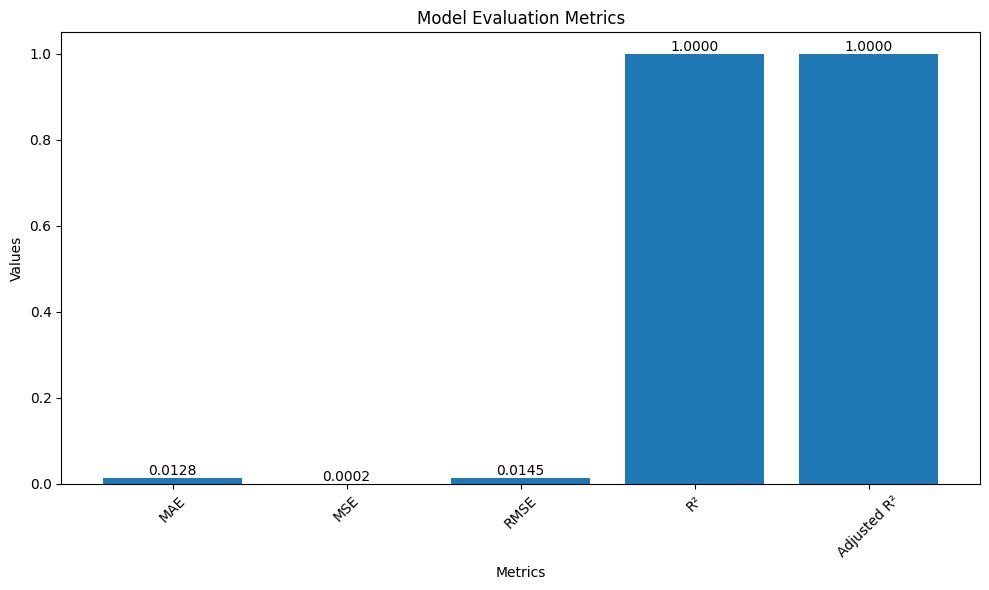 Model Evaluation Metrics
Values
1.0
0.8
0.6
0.4
0.2
0.0
0.0128
0.0002
0.0145
1.0000
1.0000
MAE
MSE
RMSE
R²
Adjusted R²
Metrics